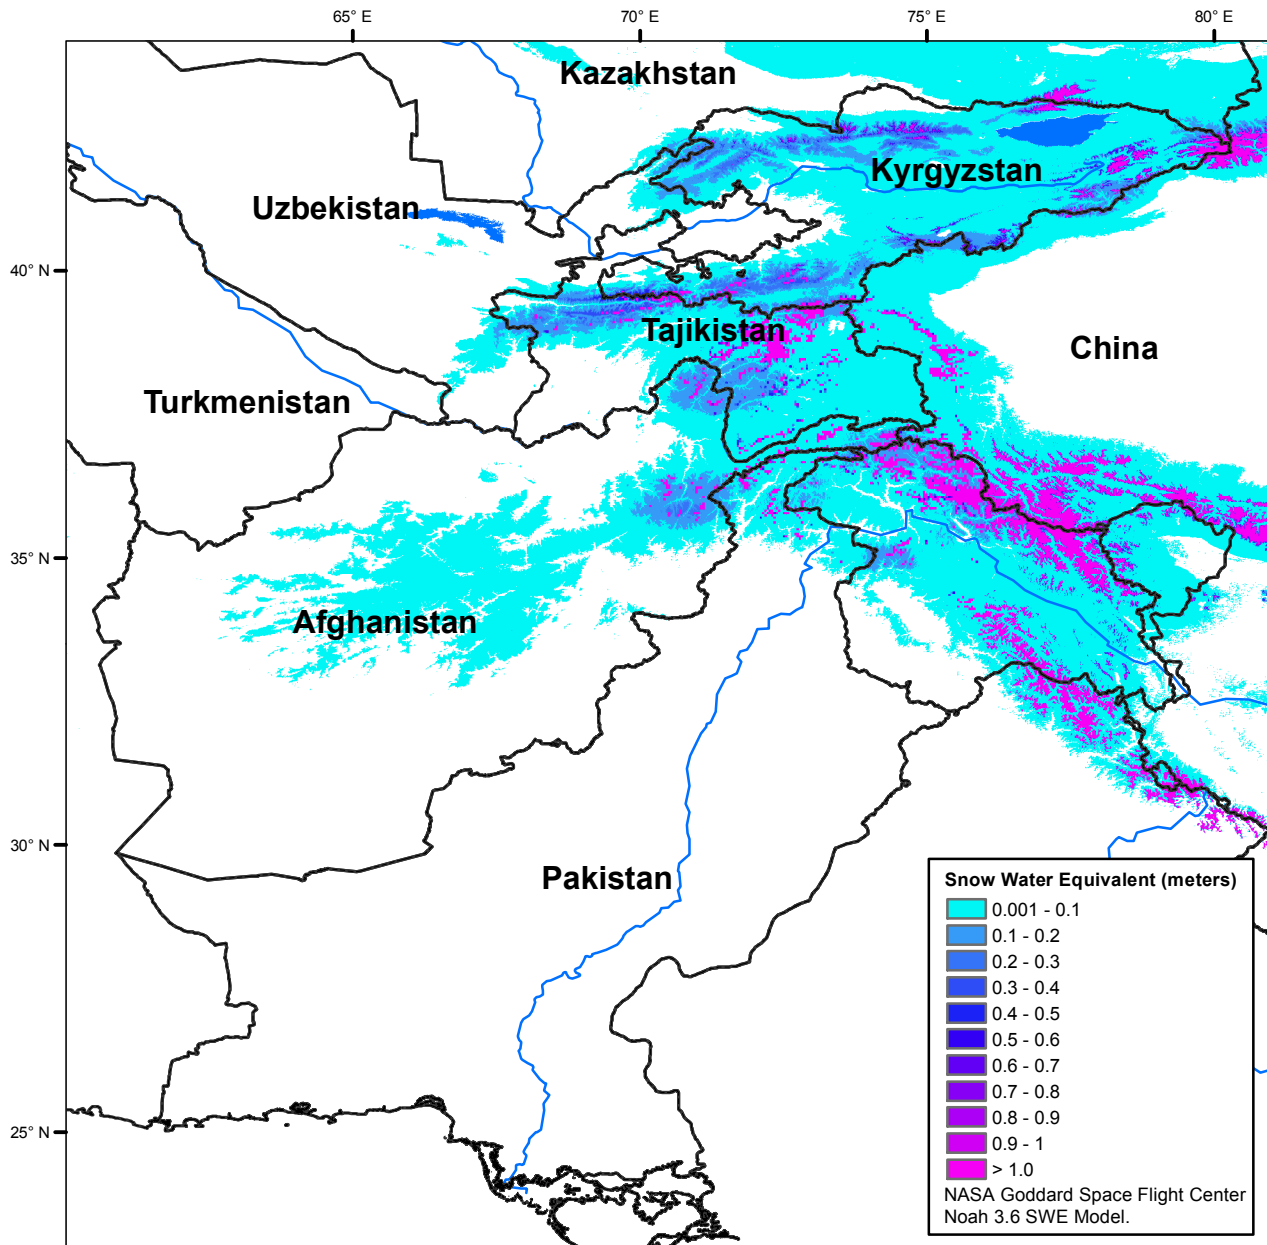 65° E
70° E
75° E
80° E
Kazakhstan
Kyrgyzstan
Uzbekistan
40° N
Tajikistan
China
Turkmenistan
35° N
Afghanistan
30° N
Pakistan
25° N
Snow Water Equivalent (meters)
0.001 - 0.1
0.1 - 0.2
0.2 - 0.3
0.3 - 0.4
0.4 - 0.5
0.5 - 0.6
0.6 - 0.7
0.7 - 0.8
0.8 - 0.9
0.9 - 1
> 1.0
NASA Goddard Space Flight Center
Noah 3.6 SWE Model.